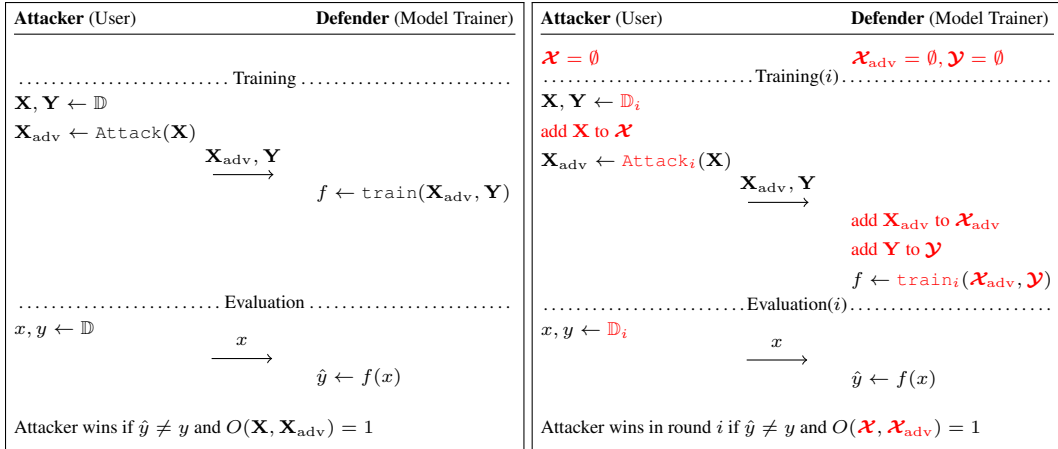 Attacker (User) Defender (Model Trainer)
Training
X, Y ← 𝔻
X_adv ← Attack(X)
X_adv, Y
⟶
f ← train(X_adv, Y)
Evaluation
x, y ← 𝔻
x
⟶
ŷ ← f(x)
Attacker wins if ŷ ≠ y and O(X, X_adv) = 1
Attacker (User) Defender (Model Trainer)
𝓧 = ∅ 𝓧_adv = ∅, 𝓨 = ∅
Training(i)
X, Y ← 𝔻_i
add X to 𝓧
X_adv ← Attack_i(X)
X_adv, Y
⟶
add X_adv to 𝓧_adv
add Y to 𝓨
f ← train_i(𝓧_adv, 𝓨)
Evaluation(i)
x, y ← 𝔻_i
x
⟶
ŷ ← f(x)
Attacker wins in round i if ŷ ≠ y and O(𝓧, 𝓧_adv) = 1